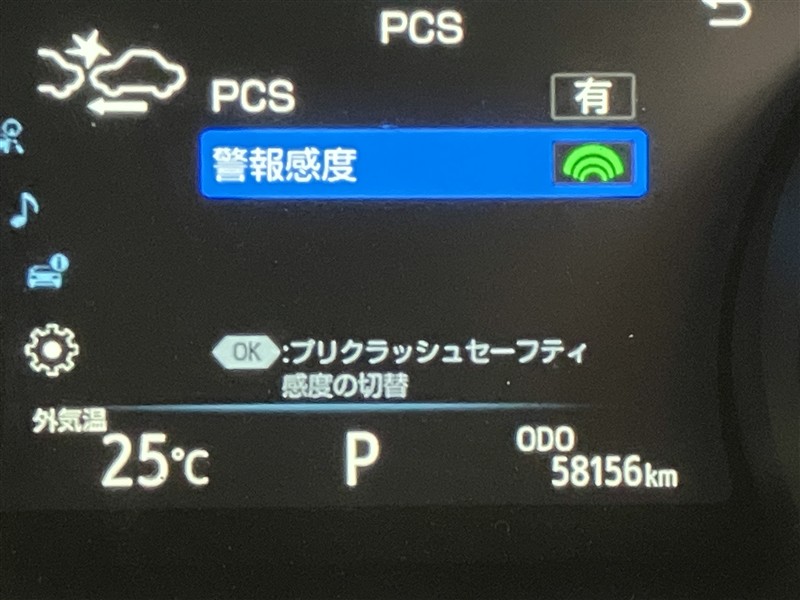 PCS
PCS 有
警報感度
OK :プリクラッシュセーフティ
感度の切替
外気温
25℃
P
ODO
58156km